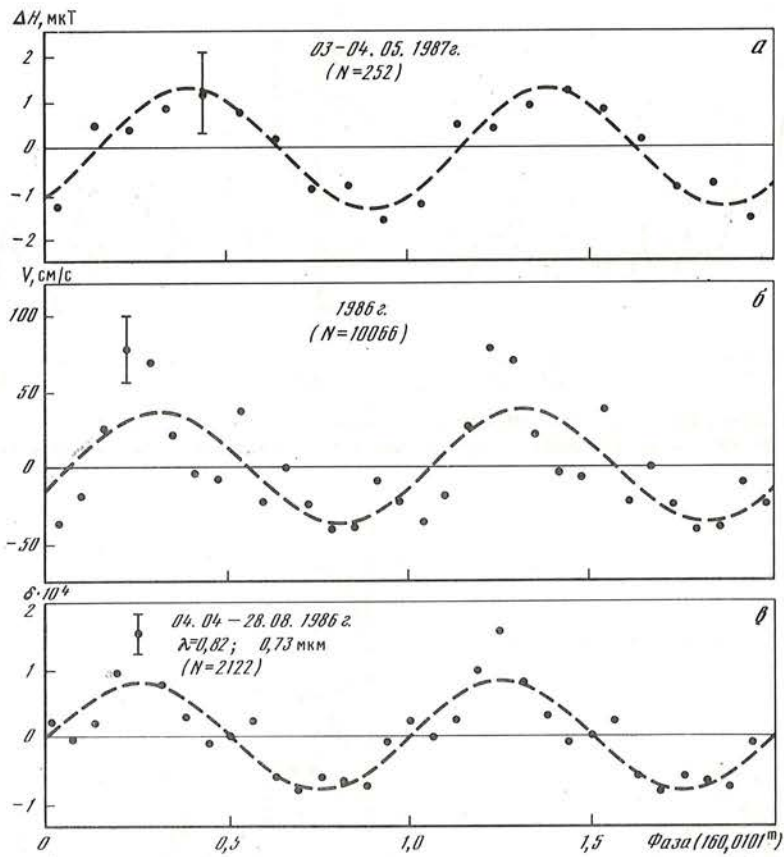 ΔH, мкТ
03–04. 05. 1987г.
(N=252)
а
2
1
0
–1
–2
V, см/с
1986 г.
(N=10066)
б
100
50
0
–50
б·10⁴
04. 04 – 28. 08. 1986 г.
λ=0,82; 0,73 мкм
(N=2122)
в
2
1
0
–1
0
0,5
1,0
1,5
Фаза (160,0101ᵐ)